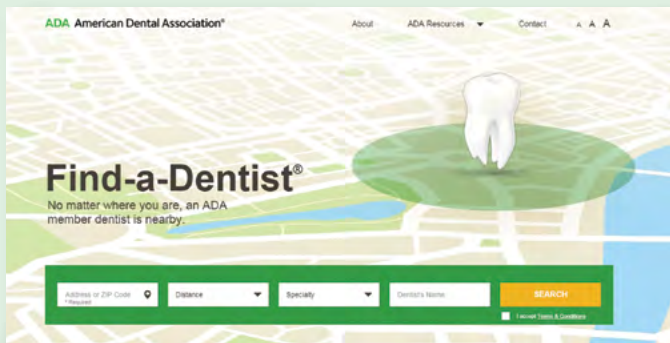 ADA American Dental Association®
About ADA Resources Contact A A A
Find-a-Dentist®
No matter where you are, an ADA
member dentist is nearby.
Address or ZIP Code Distance Specialty Dentist's Name SEARCH
* Required
I accept Terms & Conditions